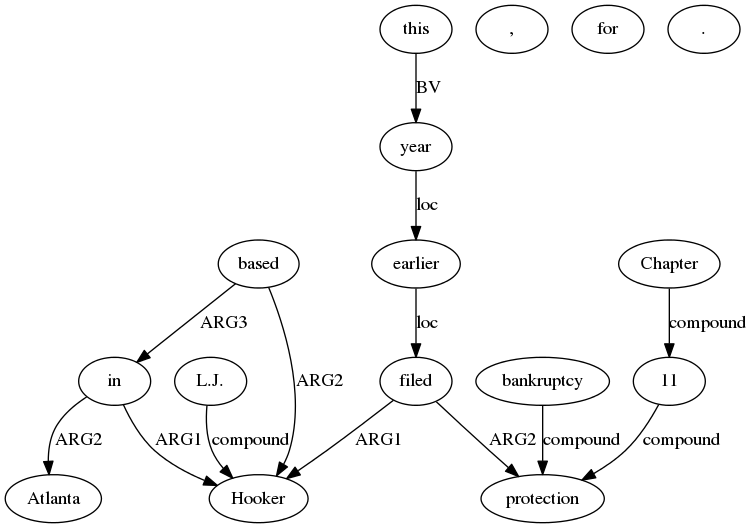 this , for .
BV
year
loc
based earlier Chapter
ARG3 loc compound
in L.J. ARG2 filed bankruptcy 11
ARG2 ARG1 compound ARG1 ARG2 compound compound
Atlanta Hooker protection